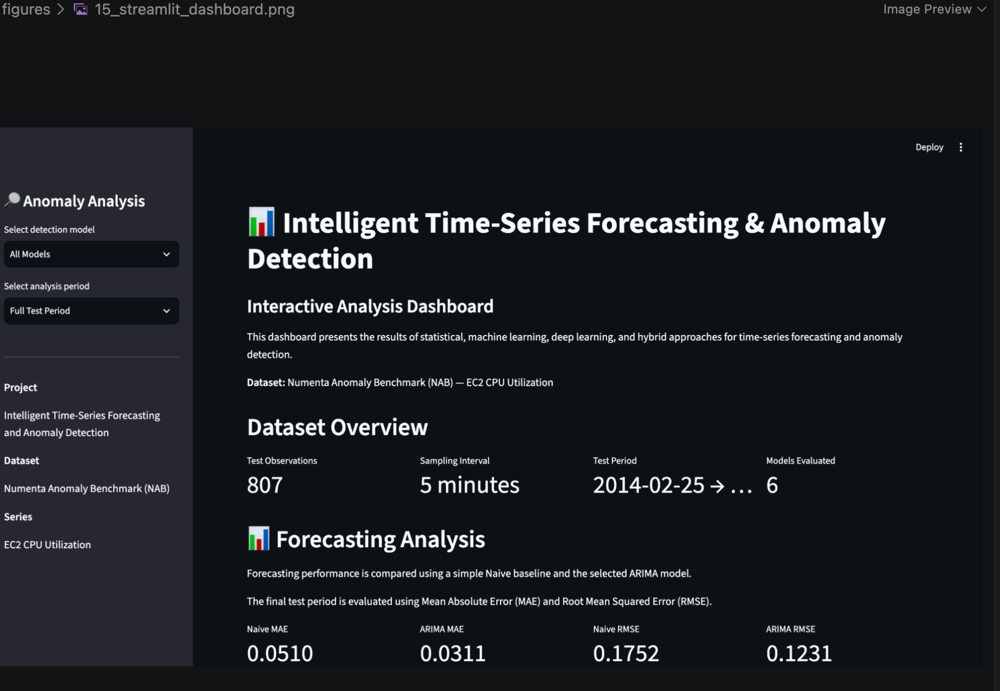 figures > 15_streamlit_dashboard.png
Image Preview
Deploy
🔎 Anomaly Analysis
Select detection model
All Models
Select analysis period
Full Test Period
Project
Intelligent Time-Series Forecasting
and Anomaly Detection
Dataset
Numenta Anomaly Benchmark (NAB)
Series
EC2 CPU Utilization
📊 Intelligent Time-Series Forecasting & Anomaly
Detection
Interactive Analysis Dashboard
This dashboard presents the results of statistical, machine learning, deep learning, and hybrid approaches for time-series forecasting and anomaly
detection.
Dataset: Numenta Anomaly Benchmark (NAB) — EC2 CPU Utilization
Dataset Overview
Test Observations
807
Sampling Interval
5 minutes
Test Period
2014-02-25 → …
Models Evaluated
6
📊 Forecasting Analysis
Forecasting performance is compared using a simple Naive baseline and the selected ARIMA model.
The final test period is evaluated using Mean Absolute Error (MAE) and Root Mean Squared Error (RMSE).
Naive MAE
0.0510
ARIMA MAE
0.0311
Naive RMSE
0.1752
ARIMA RMSE
0.1231